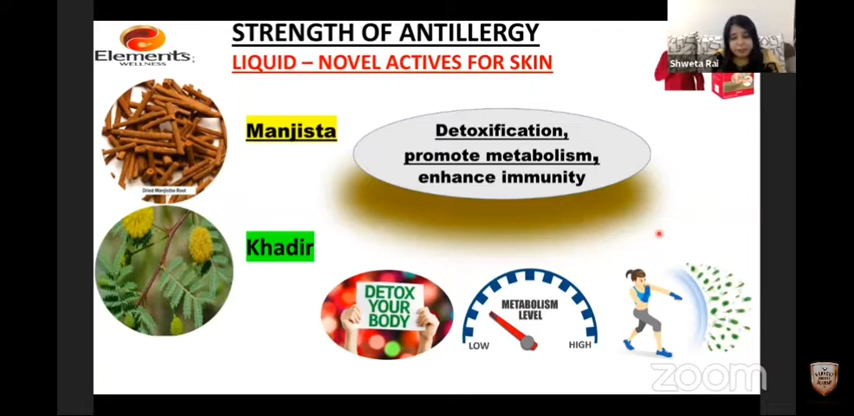 STRENGTH OF ANTILLERGY
Elements
WELLNESS
LIQUID – NOVEL ACTIVES FOR SKIN
Shweta Rai
Manjista
Detoxification,
promote metabolism,
enhance immunity
Dried Manjistha Root
Khadir
DETOX
YOUR
BODY
METABOLISM
LEVEL
LOW
HIGH
zoom